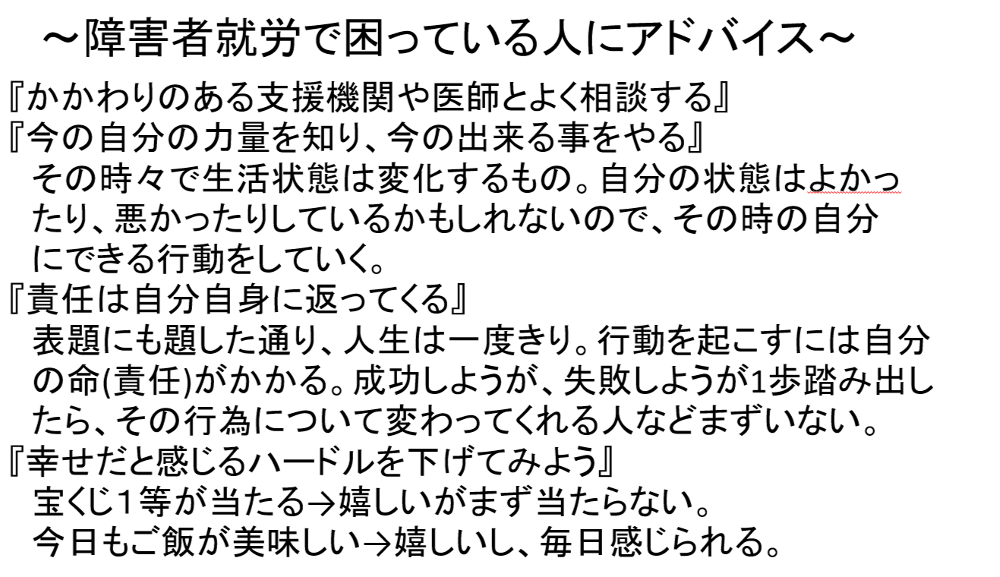 ～障害者就労で困っている人にアドバイス～
『かかわりのある支援機関や医師とよく相談する』
『今の自分の力量を知り、今の出来る事をやる』
その時々で生活状態は変化するもの。自分の状態はよかっ
たり、悪かったりしているかもしれないので、その時の自分
にできる行動をしていく。
『責任は自分自身に返ってくる』
表題にも題した通り、人生は一度きり。行動を起こすには自分
の命(責任)がかかる。成功しようが、失敗しようが1歩踏み出し
たら、その行為について変わってくれる人などまずいない。
『幸せだと感じるハードルを下げてみよう』
宝くじ１等が当たる→嬉しいがまず当たらない。
今日もご飯が美味しい→嬉しいし、毎日感じられる。